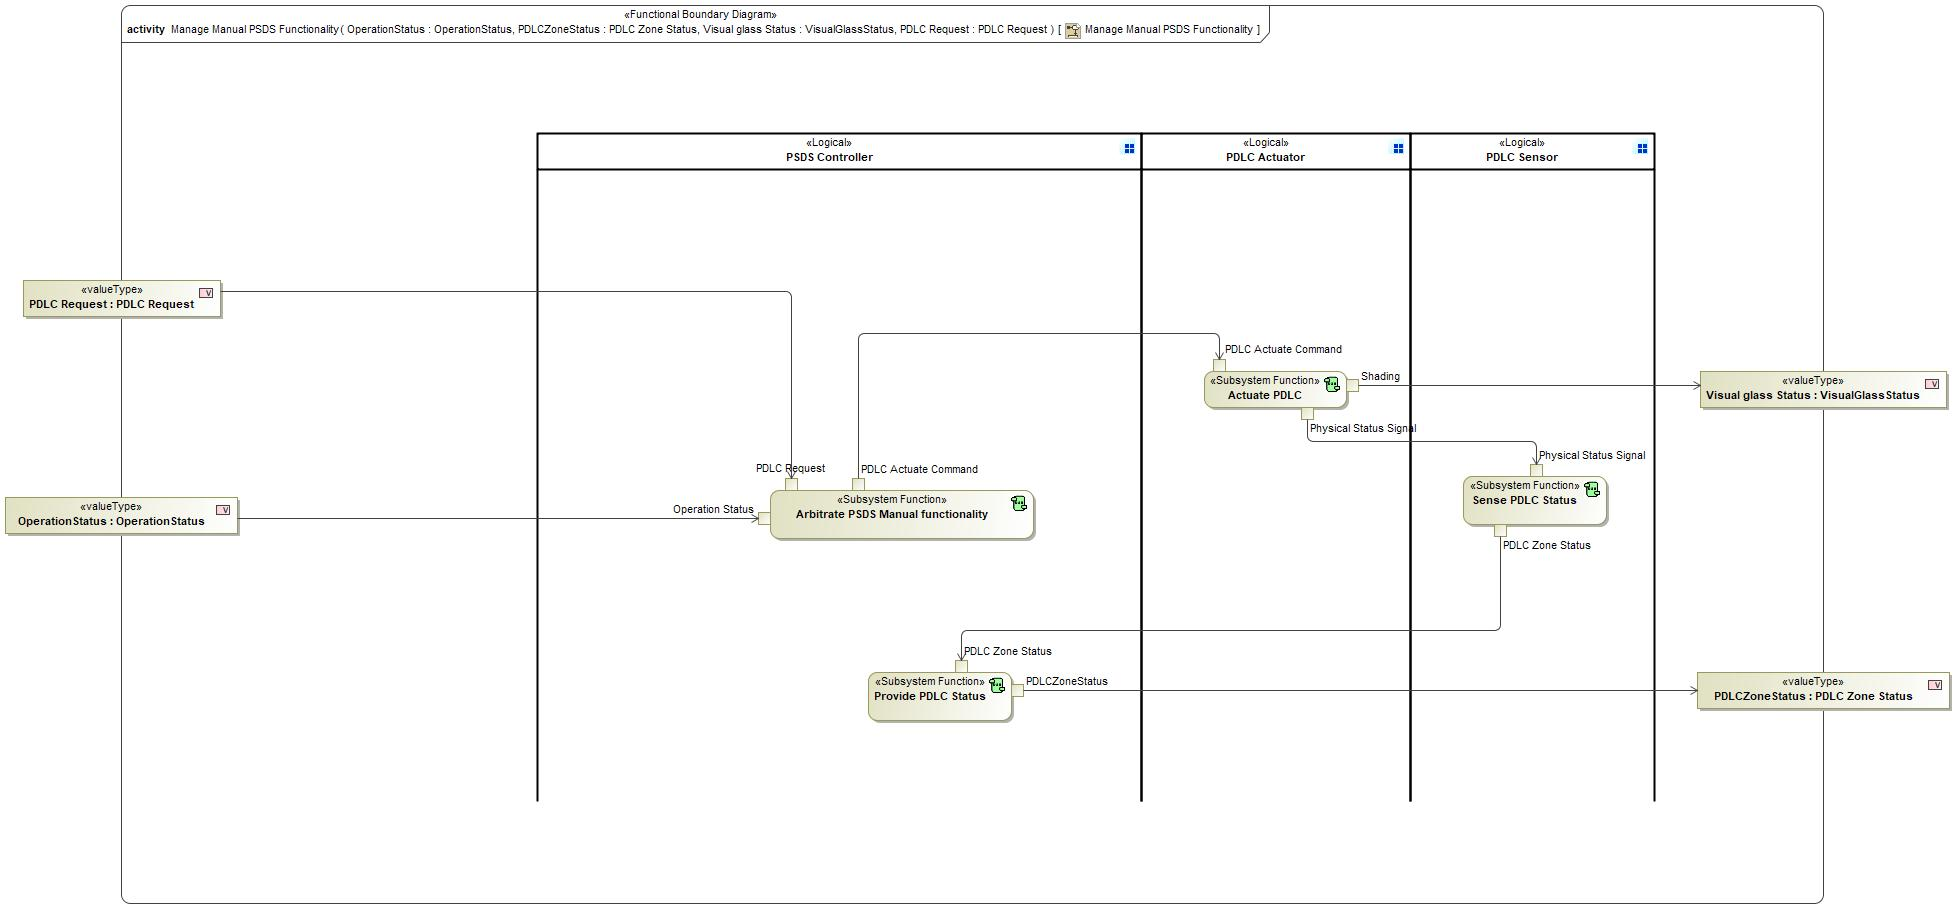 «Functional Boundary Diagram»
activity Manage Manual PSDS Functionality( OperationStatus : OperationStatus, PDLCZoneStatus : PDLC Zone Status, Visual glass Status : VisualGlassStatus, PDLC Request : PDLC Request ) [ Manage Manual PSDS Functionality ]
«Logical»
PSDS Controller
«Logical»
PDLC Actuator
«Logical»
PDLC Sensor
«valueType»
PDLC Request : PDLC Request
V
PDLC Actuate Command
«Subsystem Function»
Actuate PDLC
Shading
«valueType»
Visual glass Status : VisualGlassStatus
V
Physical Status Signal
Physical Status Signal
PDLC Request
PDLC Actuate Command
«Subsystem Function»
Sense PDLC Status
«valueType»
OperationStatus : OperationStatus
V
Operation Status
«Subsystem Function»
Arbitrate PSDS Manual functionality
PDLC Zone Status
PDLC Zone Status
«Subsystem Function»
Provide PDLC Status
PDLCZoneStatus
«valueType»
PDLCZoneStatus : PDLC Zone Status
V